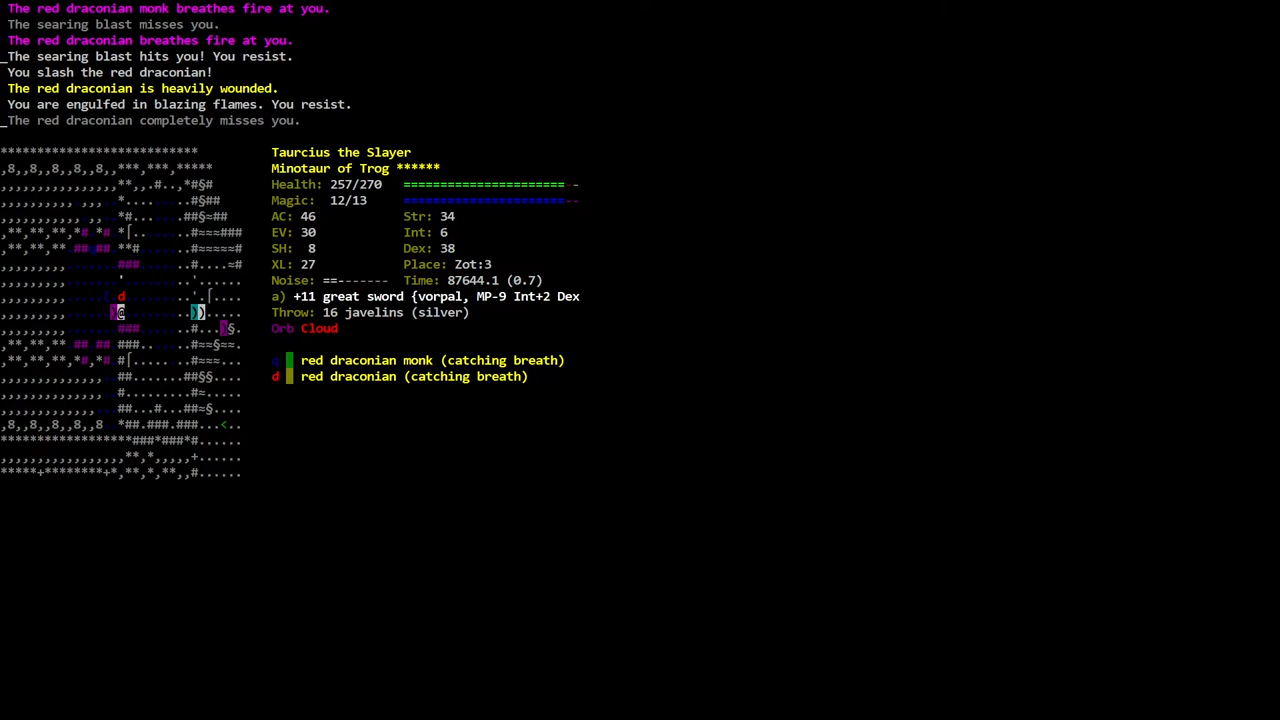 The red draconian monk breathes fire at you.
The searing blast misses you.
The red draconian breathes fire at you.
_The searing blast hits you! You resist.
You slash the red draconian!
The red draconian is heavily wounded.
You are engulfed in blazing flames. You resist.
_The red draconian completely misses you.
Taurcius the Slayer
Minotaur of Trog ******
Health: 257/270 ======================--
Magic: 12/13 ======================--
AC: 46 Str: 34
EV: 30 Int: 6
SH: 8 Dex: 38
XL: 27 Place: Zot:3
Noise: ==------- Time: 87644.1 (0.7)
a) +11 great sword {vorpal, MP-9 Int+2 Dex
Throw: 16 javelins (silver)
Orb Cloud
q red draconian monk (catching breath)
d red draconian (catching breath)